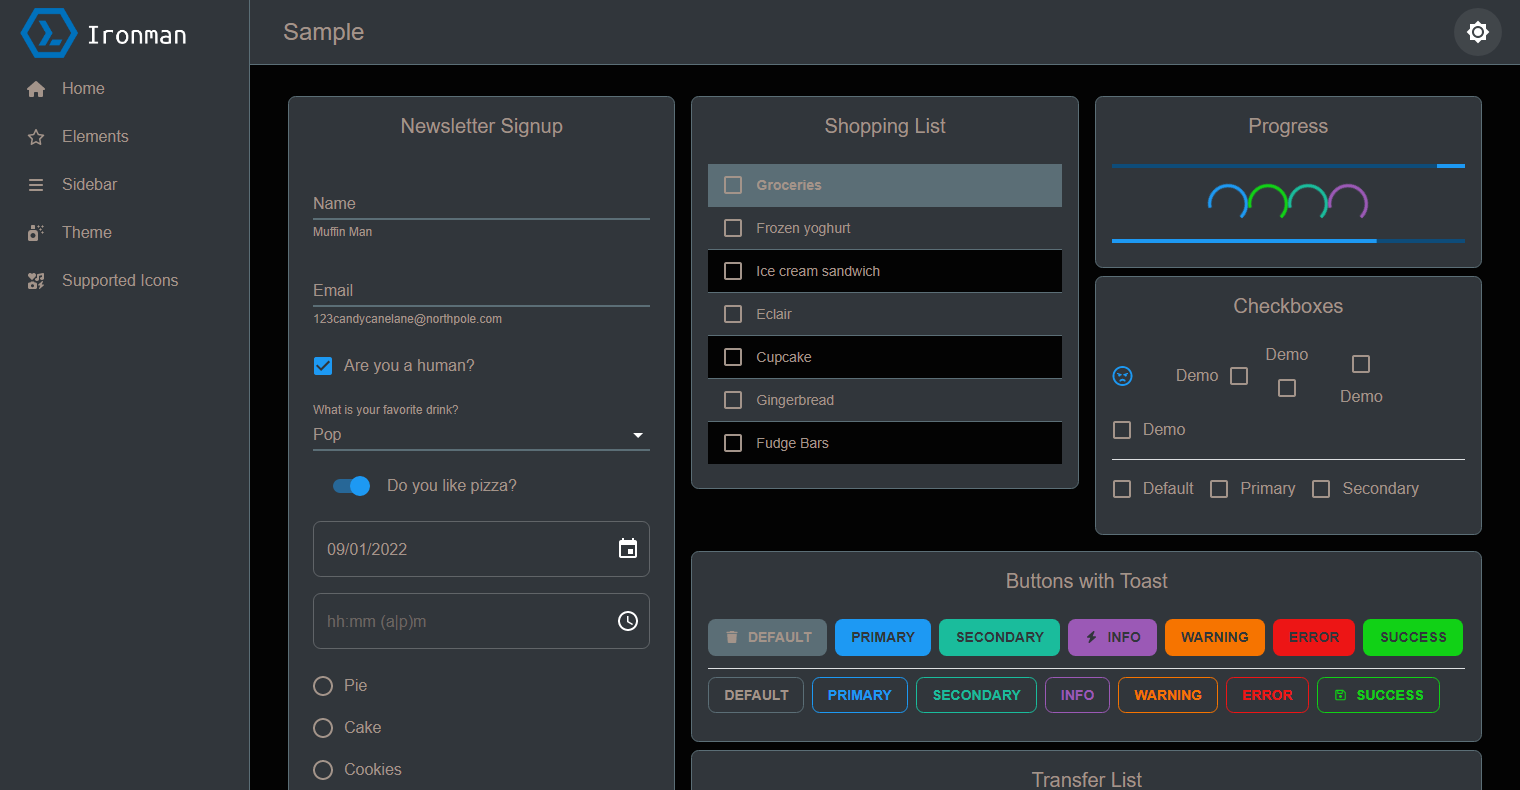 Ironman
Home
Elements
Sidebar
Theme
Supported Icons
Sample
Newsletter Signup
Name
Muffin Man
Email
123candycanelane@northpole.com
Are you a human?
What is your favorite drink?
Pop
Do you like pizza?
09/01/2022
hh:mm (a|p)m
Pie
Cake
Cookies
Shopping List
Groceries
Frozen yoghurt
Ice cream sandwich
Eclair
Cupcake
Gingerbread
Fudge Bars
Progress
Checkboxes
Demo
Demo
Demo
Demo
Default Primary Secondary
Buttons with Toast
DEFAULT PRIMARY SECONDARY INFO WARNING ERROR SUCCESS
DEFAULT PRIMARY SECONDARY INFO WARNING ERROR SUCCESS
Transfer List